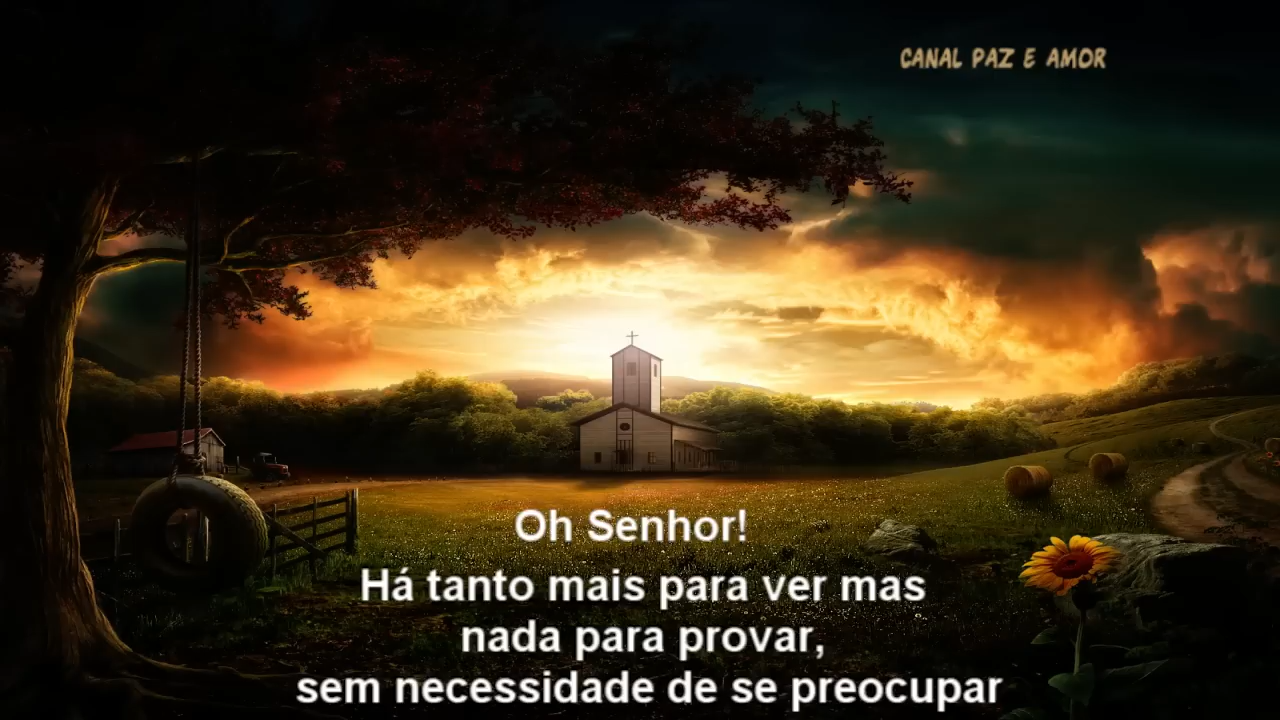 CANAL PAZ E AMOR
Oh Senhor!
Há tanto mais para ver mas
nada para provar,
sem necessidade de se preocupar